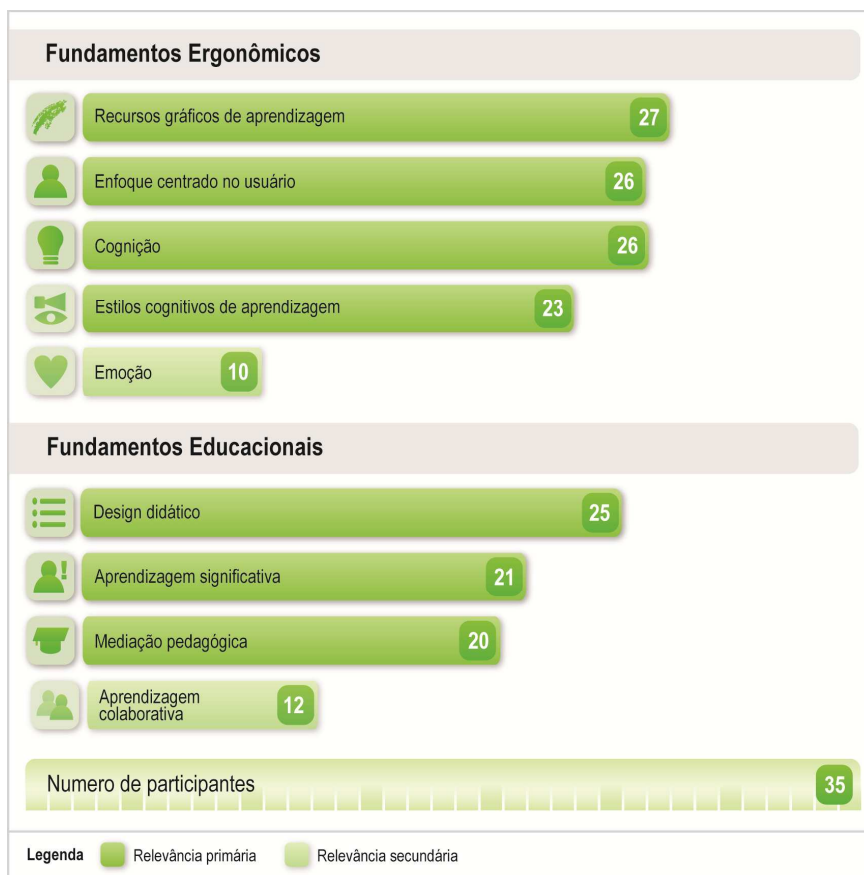 Fundamentos Ergonômicos
Recursos gráficos de aprendizagem
27
Enfoque centrado no usuário
26
Cognição
26
Estilos cognitivos de aprendizagem
23
Emoção
10
Fundamentos Educacionais
Design didático
25
Aprendizagem significativa
21
Mediação pedagógica
20
Aprendizagem
colaborativa
12
Numero de participantes
35
Legenda
Relevância primária
Relevância secundária